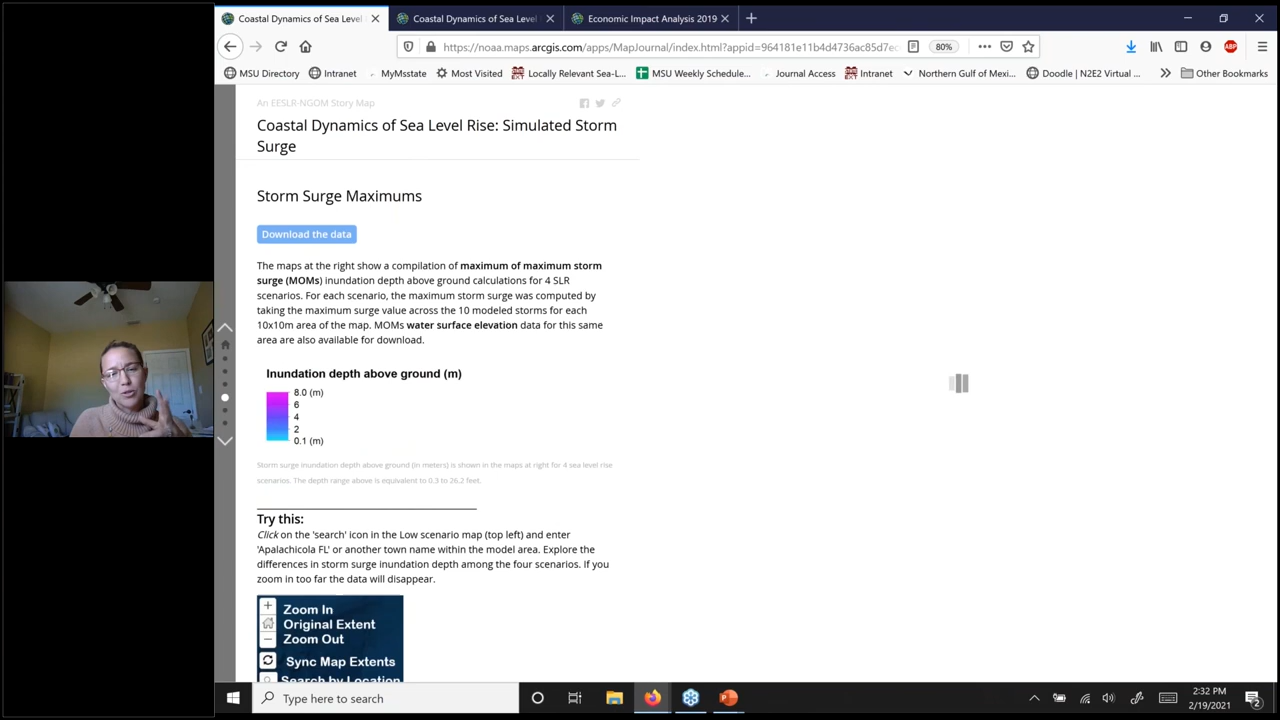 Coastal Dynamics of Sea Level
Coastal Dynamics of Sea Level
Economic Impact Analysis 2019
https://noaa.maps.arcgis.com/apps/MapJournal/index.html?appid=964181e11b4d4736ac85d7ec
80%
ABP
MSU Directory
Intranet
MyMsstate
Most Visited
Locally Relevant Sea-L...
MSU Weekly Schedule...
Journal Access
Intranet
Northern Gulf of Mexi...
Doodle | N2E2 Virtual ...
Other Bookmarks
An EESLR-NGOM Story Map
Coastal Dynamics of Sea Level Rise: Simulated Storm
Surge
Storm Surge Maximums
Download the data
The maps at the right show a compilation of maximum of maximum storm
surge (MOMs) inundation depth above ground calculations for 4 SLR
scenarios. For each scenario, the maximum storm surge was computed by
taking the maximum surge value across the 10 modeled storms for each
10x10m area of the map. MOMs water surface elevation data for this same
area are also available for download.
Inundation depth above ground (m)
8.0 (m)
6
4
2
0.1 (m)
Storm surge inundation depth above ground (in meters) is shown in the maps at right for 4 sea level rise
scenarios. The depth range above is equivalent to 0.3 to 26.2 feet.
Try this:
Click on the 'search' icon in the Low scenario map (top left) and enter
'Apalachicola FL' or another town name within the model area. Explore the
differences in storm surge inundation depth among the four scenarios. If you
zoom in too far the data will disappear.
Zoom In
Original Extent
Zoom Out
Sync Map Extents
Search by Location
Type here to search
2:32 PM
2/19/2021
2